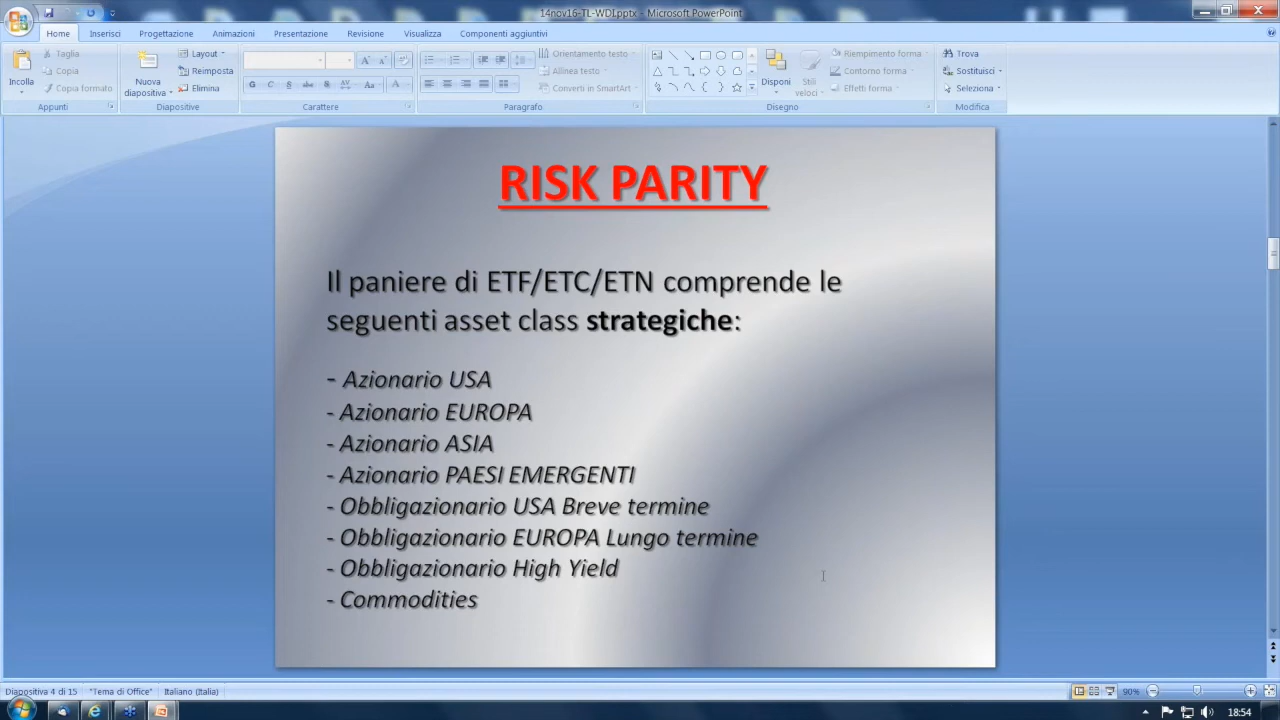 14nov16-TL-WDI.pptx - Microsoft PowerPoint
Home Inserisci Progettazione Animazioni Presentazione Revisione Visualizza Componenti aggiuntivi
Incolla
Taglia
Copia
Copia formato
Appunti
Nuova
diapositiva
Layout
Reimposta
Elimina
Diapositive
G C S abc S AV Aa A
Carattere
Orientamento testo
Allinea testo
Converti in SmartArt
Paragrafo
Disponi
Stili
veloci
Riempimento forma
Contorno forma
Effetti forma
Disegno
Trova
Sostituisci
Seleziona
Modifica
RISK PARITY
Il paniere di ETF/ETC/ETN comprende le
seguenti asset class strategiche:
- Azionario USA
- Azionario EUROPA
- Azionario ASIA
- Azionario PAESI EMERGENTI
- Obbligazionario USA Breve termine
- Obbligazionario EUROPA Lungo termine
- Obbligazionario High Yield
- Commodities
Diapositiva 4 di 15 "Tema di Office" Italiano (Italia) 90%
18:54